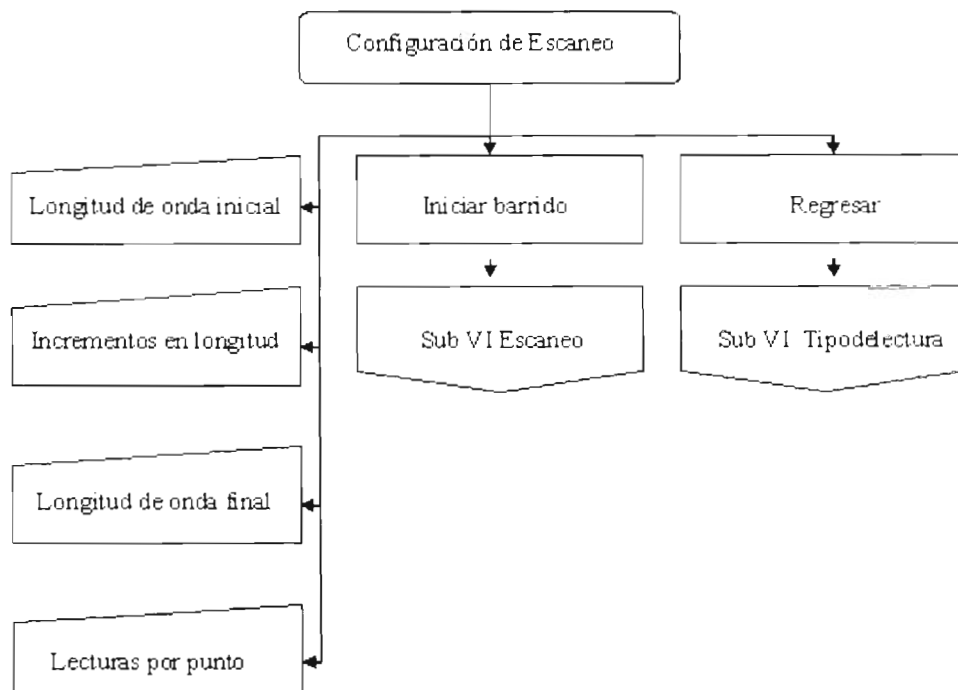 Configuración de Escaneo
Longitud de onda inicial
Iniciar barrido
Regresar
Incrementos en longitud
Sub VI Escaneo
Sub VI Tipodelectura
Longitud de onda final
Lecturas por punto